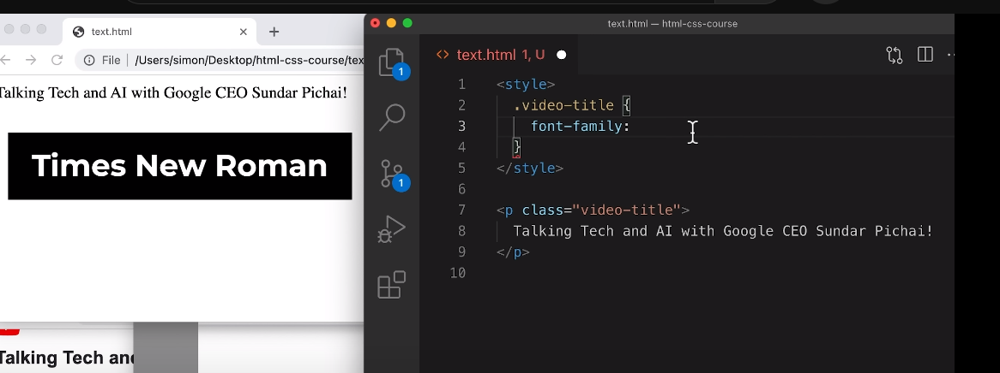 text.html
File
/Users/simon/Desktop/html-css-course/tex
Talking Tech and AI with Google CEO Sundar Pichai!
Times New Roman
Talking Tech and
text.html — html-css-course
1
1
<> text.html 1, U
1 <style>
2 .video-title {
3 font-family:
4 }
5 </style>
6
7 <p class="video-title">
8 Talking Tech and AI with Google CEO Sundar Pichai!
9 </p>
10